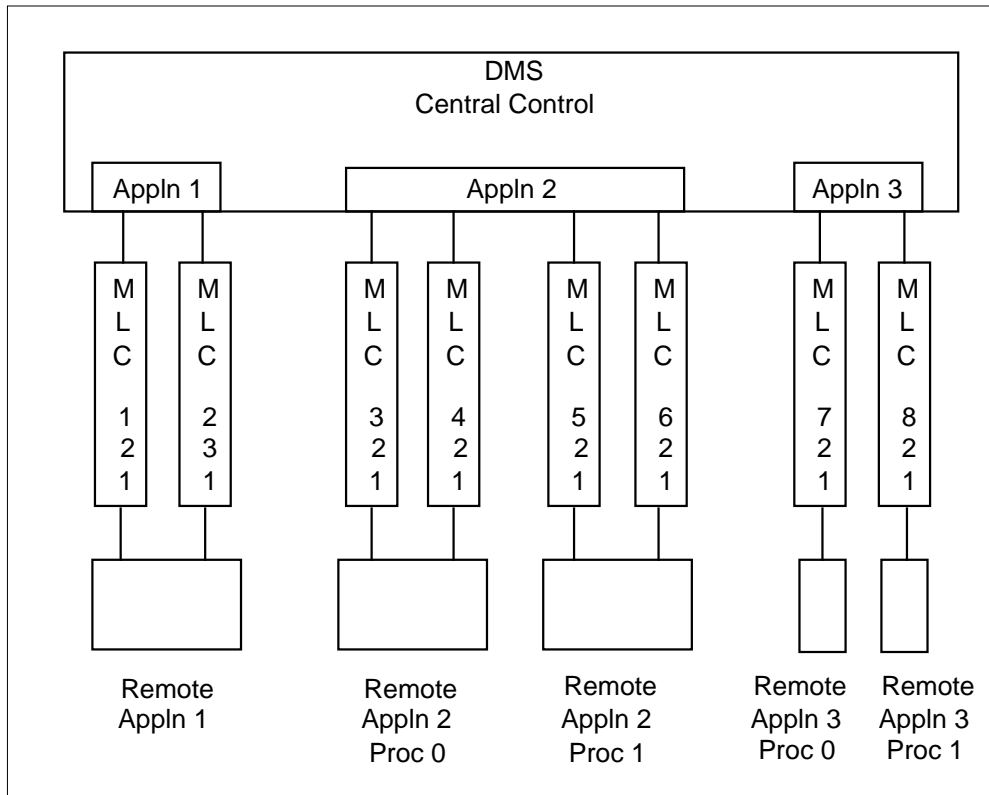 DMS
Central Control
Appln 1
Appln 2
Appln 3
M
L
C
1
2
1
M
L
C
2
3
1
M
L
C
3
2
1
M
L
C
4
2
1
M
L
C
5
2
1
M
L
C
6
2
1
M
L
C
7
2
1
M
L
C
8
2
1
Remote
Appln 1
Remote
Appln 2
Proc 0
Remote
Appln 2
Proc 1
Remote
Appln 3
Proc 0
Remote
Appln 3
Proc 1